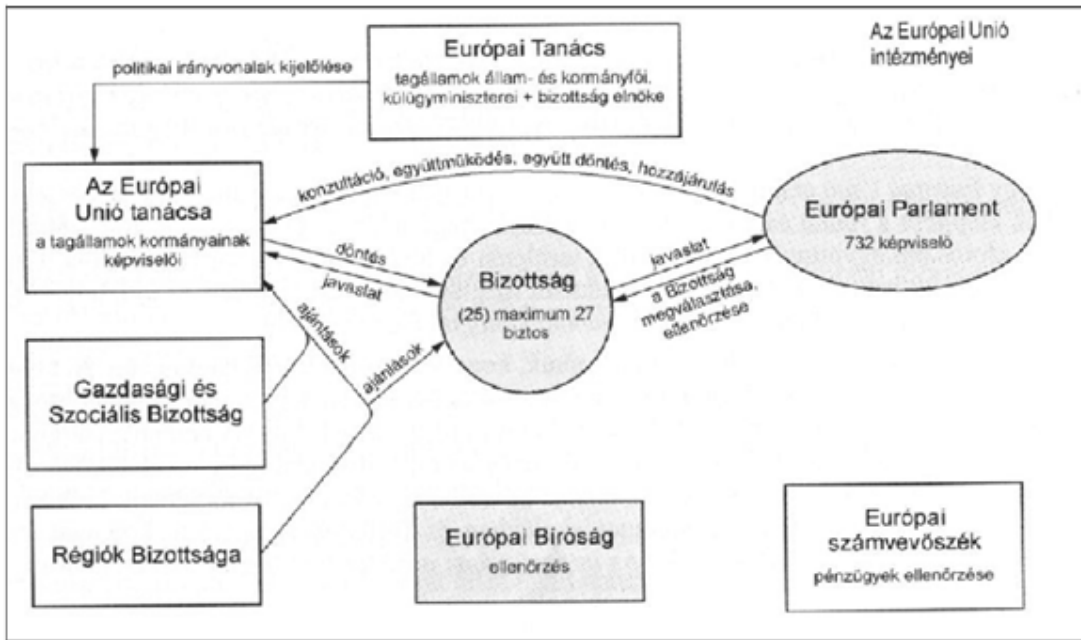 Az Európai Unió
intézményei
Európai Tanács
tagállamok állam- és kormányfői,
külügyminiszterei + bizottság elnöke
politikai irányvonalak kijelölése
Az Európai
Unió tanácsa
a tagállamok kormányainak
képviselői
konzultáció, együttműködés, együtt döntés, hozzájárulás
Európai Parlament
732 képviselő
döntés
javaslat
Bizottság
(25) maximum 27
biztos
javaslat
a Bizottság
megválasztása,
ellenőrzése
ajánlások
ajánlások
Gazdasági és
Szociális Bizottság
Régiók Bizottsága
Európai Bíróság
ellenőrzés
Európai
számvevőszék
pénzügyek ellenőrzése